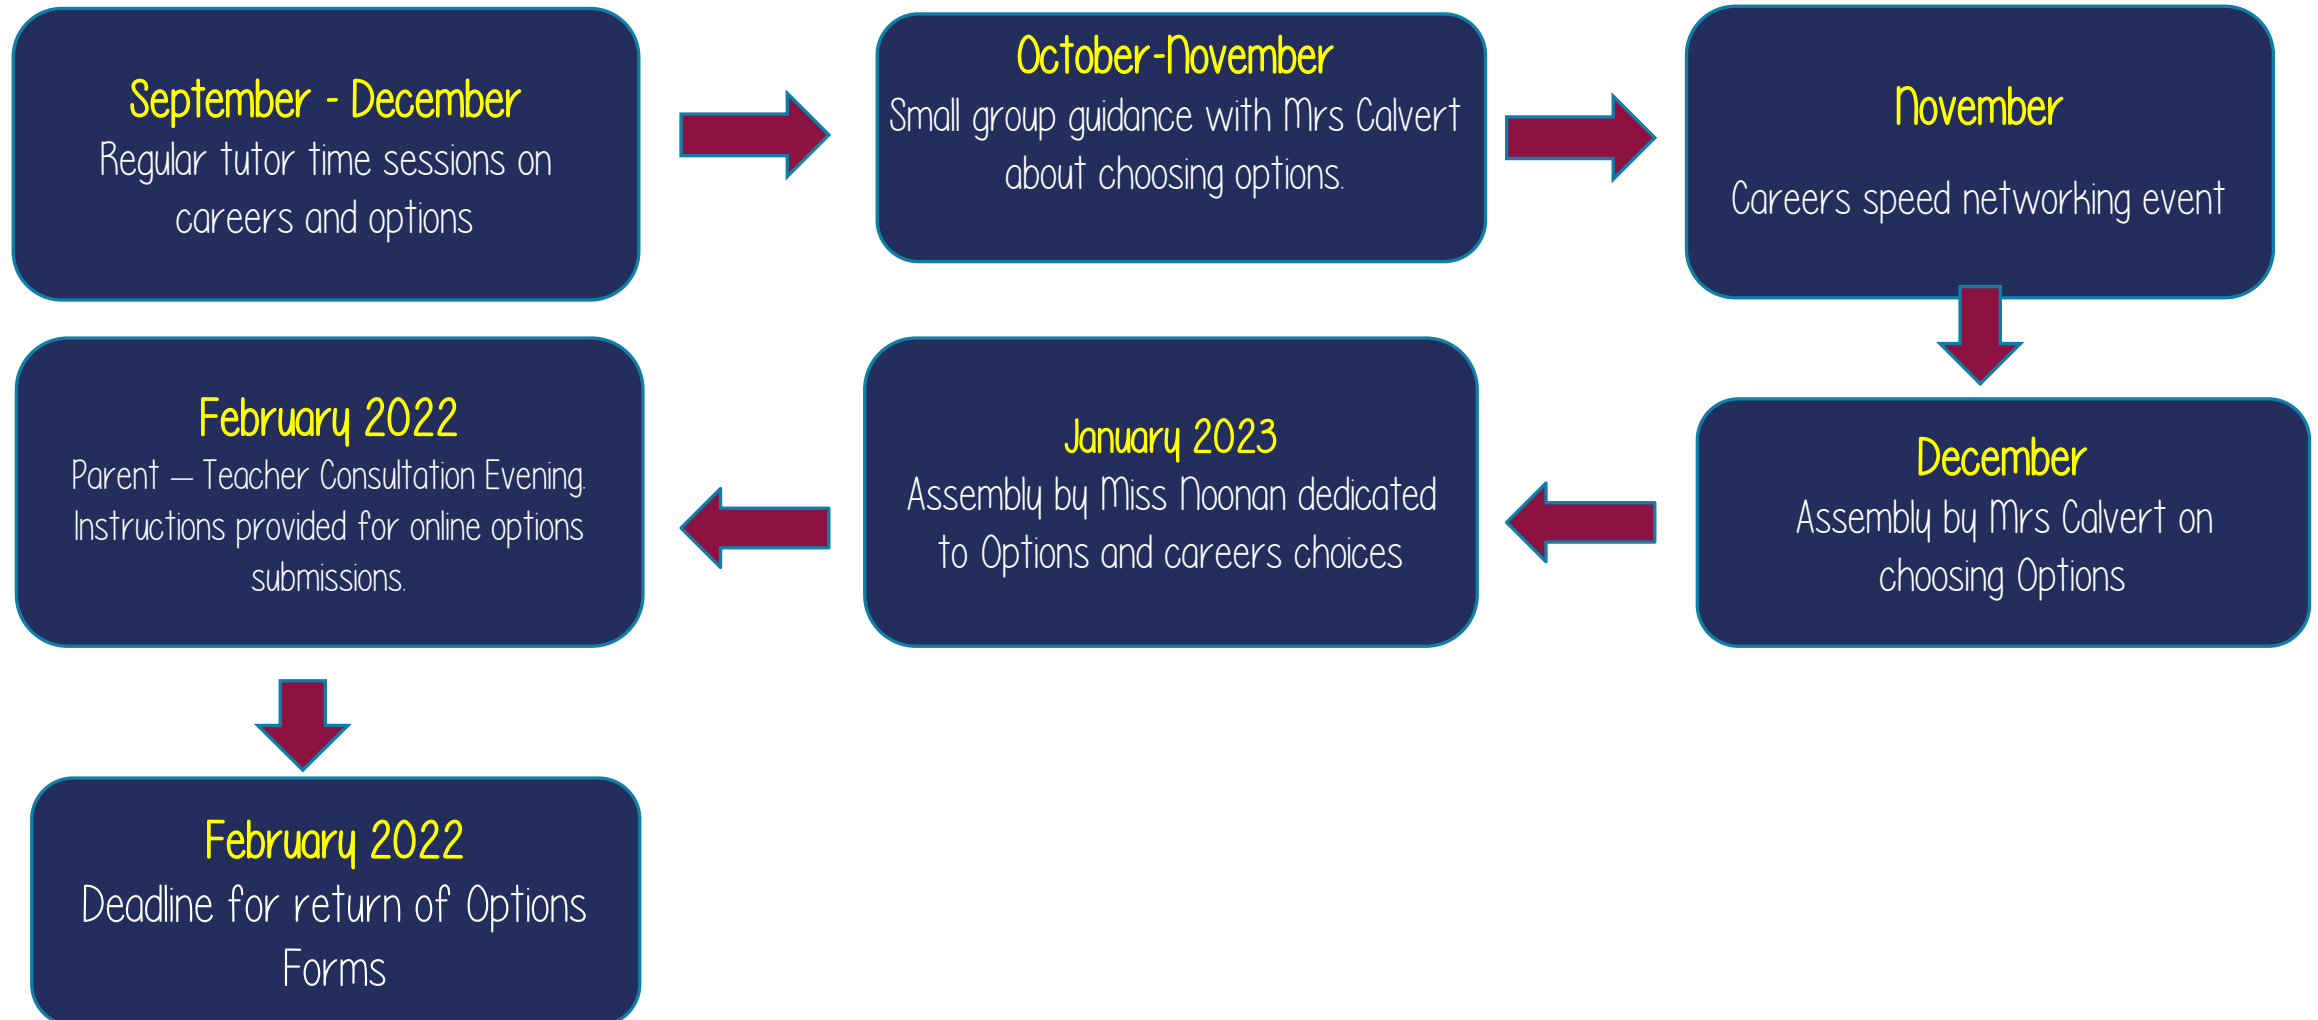 September - December
Regular tutor time sessions on
careers and options
October-November
Small group guidance with Mrs Calvert
about choosing options.
November
Careers speed networking event
December
Assembly by Mrs Calvert on
choosing Options
January 2023
Assembly by Miss Noonan dedicated
to Options and careers choices
February 2022
Parent – Teacher Consultation Evening.
Instructions provided for online options
submissions.
February 2022
Deadline for return of Options
Forms